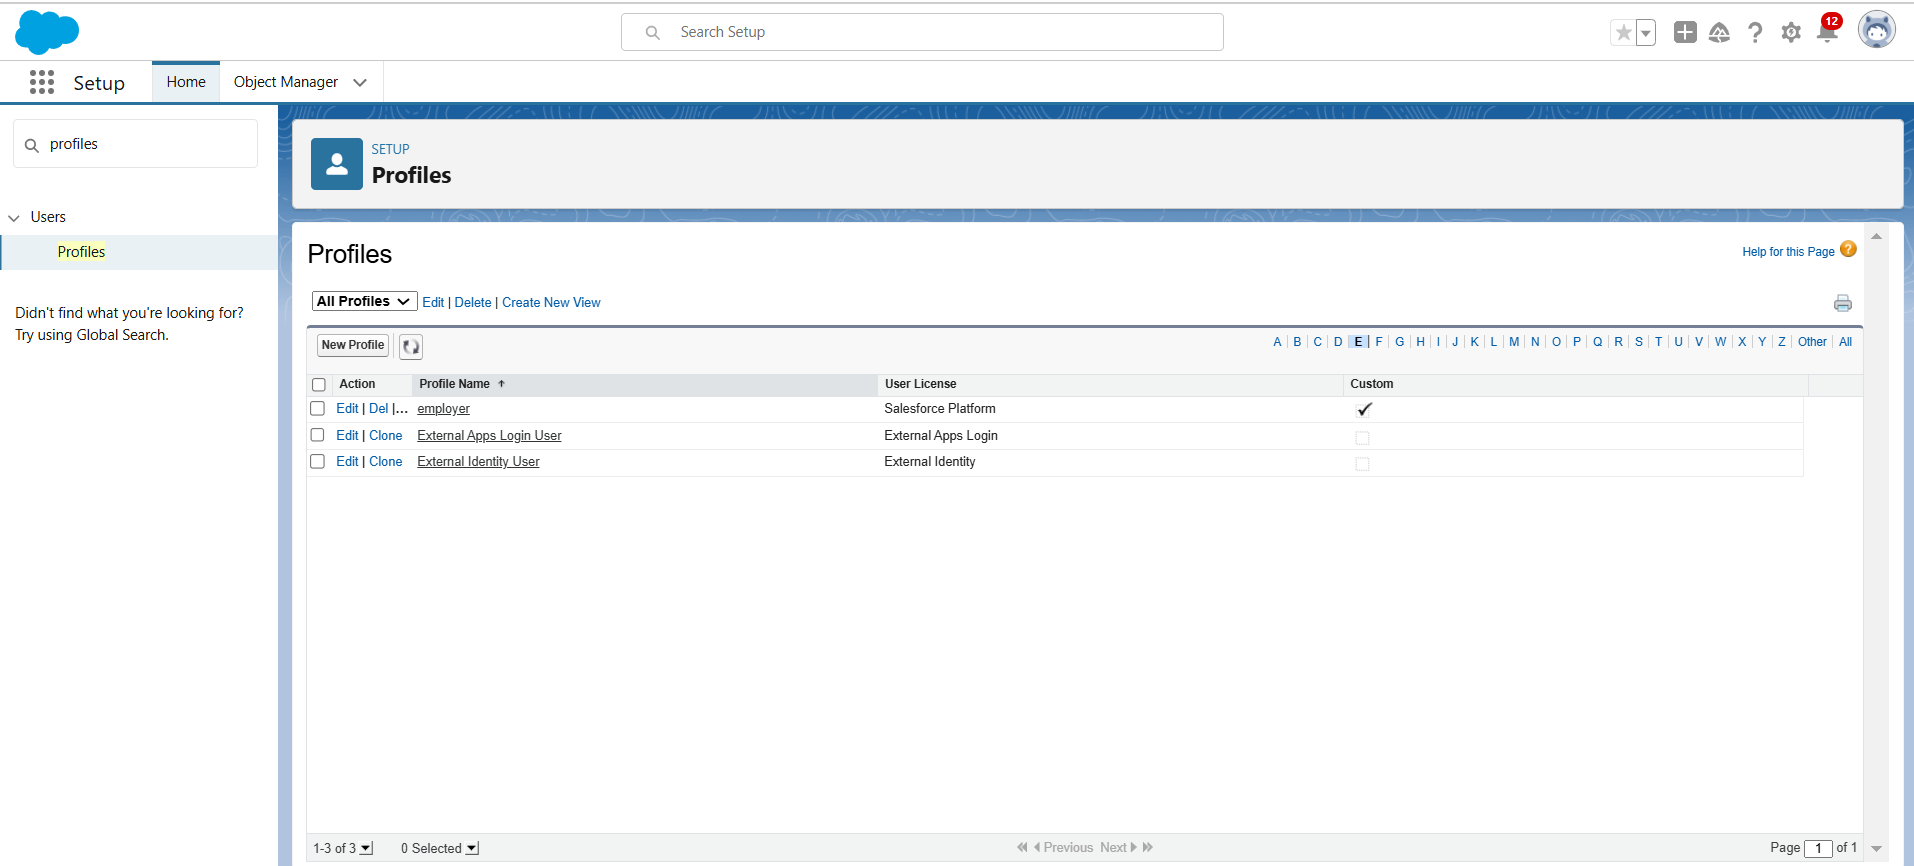 Search Setup
12
Setup
Home
Object Manager
profiles
Users
Profiles
Didn't find what you're looking for?
Try using Global Search.
SETUP
Profiles
Profiles
Help for this Page ?
All Profiles Edit | Delete | Create New View
New Profile
A | B | C | D | E | F | G | H | I | J | K | L | M | N | O | P | Q | R | S | T | U | V | W | X | Y | Z | Other | All
Action Profile Name ↑ User License Custom
Edit | Del |... employer Salesforce Platform ✓
Edit | Clone External Apps Login User External Apps Login
Edit | Clone External Identity User External Identity
1-3 of 3 0 Selected Previous Next Page 1 of 1